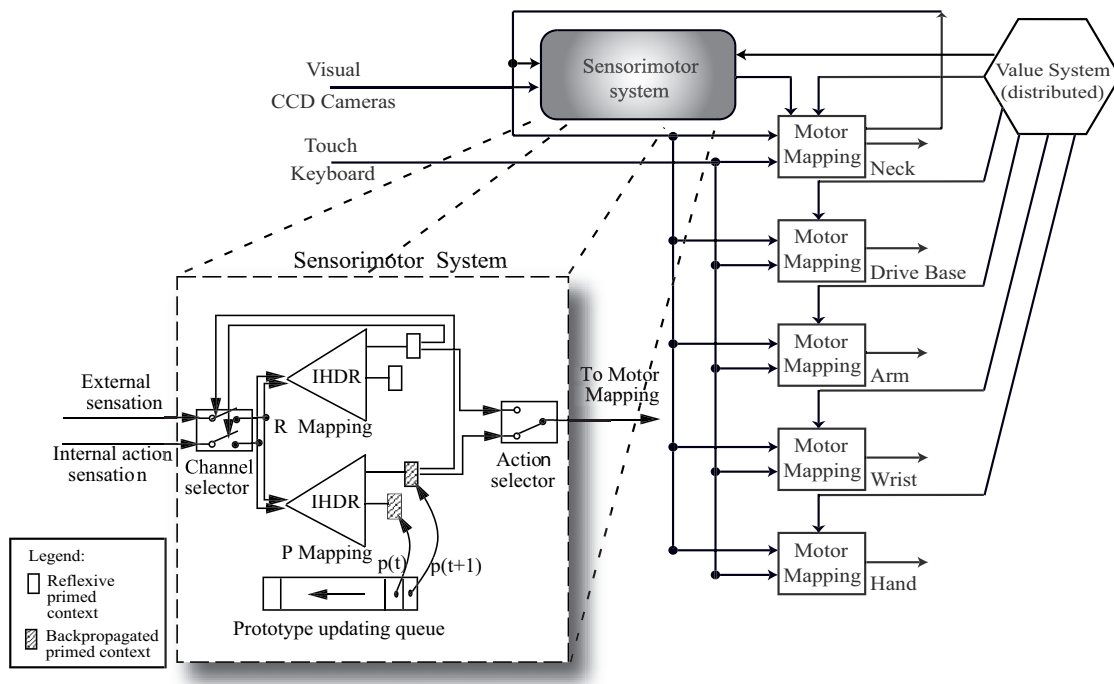 Visual
CCD Cameras
Sensorimotor
system
Value System
(distributed)
Touch
Keyboard
Motor
Mapping
Neck
Motor
Mapping
Drive Base
Motor
Mapping
Arm
Motor
Mapping
Wrist
Motor
Mapping
Hand
Sensorimotor System
External
sensation
Internal action
sensation
Channel
selector
IHDR
R Mapping
IHDR
P Mapping
Action
selector
To Motor
Mapping
p(t)
p(t+1)
Prototype updating queue
Legend:
Reflexive
primed
context
Backpropagated
primed context